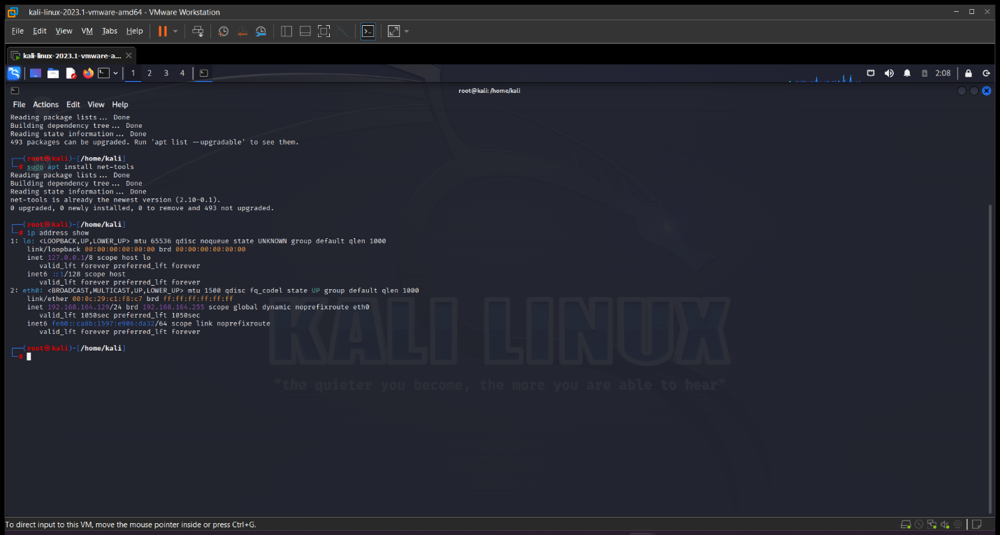 kali-linux-2023.1-vmware-amd64 - VMware Workstation
File Edit View VM Tabs Help
kali-linux-2023.1-vmware-a...
1 2 3 4
2:08
root@kali: /home/kali
File Actions Edit View Help
Reading package lists... Done
Building dependency tree... Done
Reading state information... Done
493 packages can be upgraded. Run 'apt list --upgradable' to see them.
┌──(root㉿kali)-[/home/kali]
└─# sudo apt install net-tools
Reading package lists... Done
Building dependency tree... Done
Reading state information... Done
net-tools is already the newest version (2.10-0.1).
0 upgraded, 0 newly installed, 0 to remove and 493 not upgraded.
┌──(root㉿kali)-[/home/kali]
└─# ip address show
1: lo: <LOOPBACK,UP,LOWER_UP> mtu 65536 qdisc noqueue state UNKNOWN group default qlen 1000
link/loopback 00:00:00:00:00:00 brd 00:00:00:00:00:00
inet 127.0.0.1/8 scope host lo
valid_lft forever preferred_lft forever
inet6 ::1/128 scope host
valid_lft forever preferred_lft forever
2: eth0: <BROADCAST,MULTICAST,UP,LOWER_UP> mtu 1500 qdisc fq_codel state UP group default qlen 1000
link/ether 00:0c:29:c1:f8:c7 brd ff:ff:ff:ff:ff:ff
inet 192.168.164.129/24 brd 192.168.164.255 scope global dynamic noprefixroute eth0
valid_lft 1050sec preferred_lft 1050sec
inet6 fe80::ca8b:1597:e906:da32/64 scope link noprefixroute
valid_lft forever preferred_lft forever
┌──(root㉿kali)-[/home/kali]
└─#
KALI LINUX
"the quieter you become, the more you are able to hear"
To direct input to this VM, move the mouse pointer inside or press Ctrl+G.